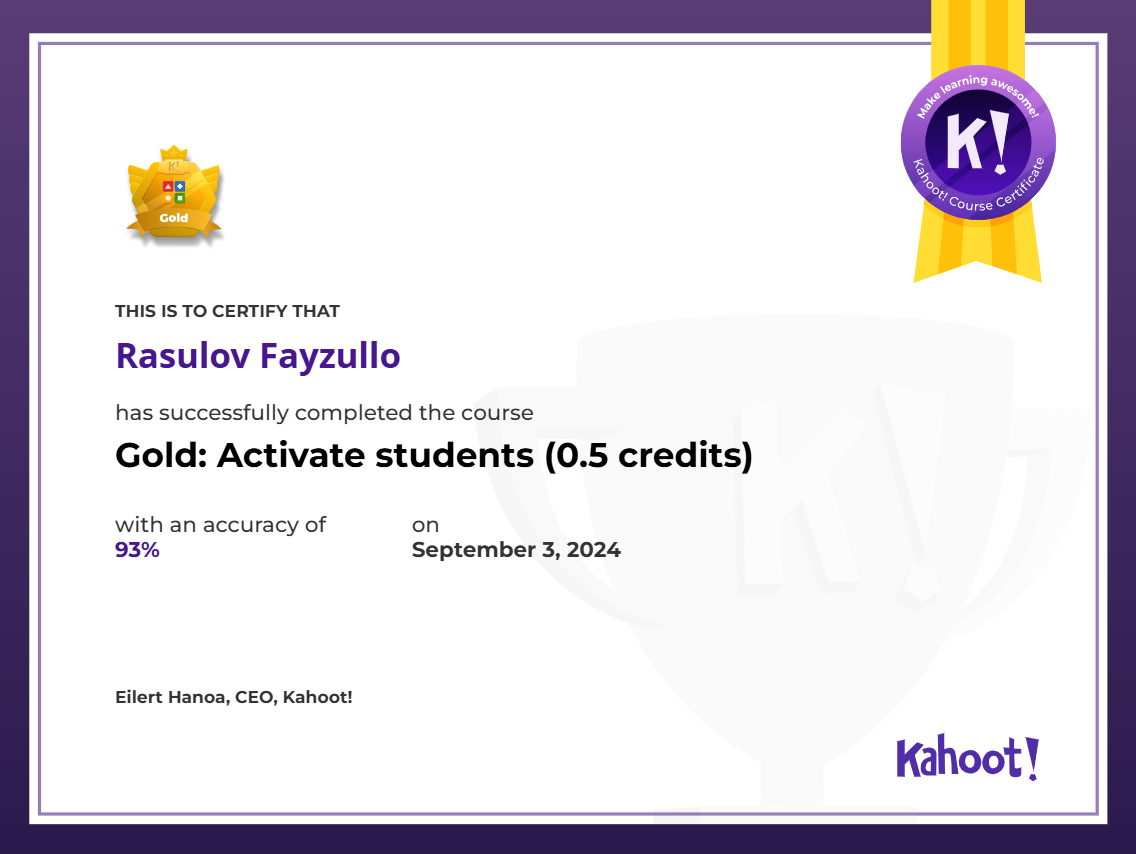 Make learning awesome!
K!
Kahoot! Course Certificate
K!
Gold
THIS IS TO CERTIFY THAT
Rasulov Fayzullo
has successfully completed the course
Gold: Activate students (0.5 credits)
with an accuracy of
93%
on
September 3, 2024
K!
Eilert Hanoa, CEO, Kahoot!
Kahoot!